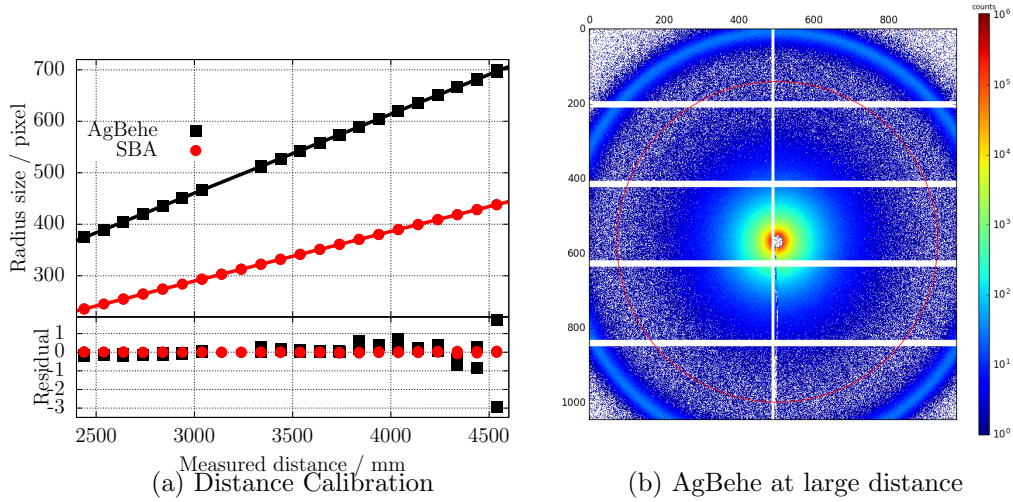 700
600
500
400
300
Radius size / pixel
AgBehe
SBA
1
0
-1
-2
-3
Residual
2500 3000 3500 4000 4500
Measured distance / mm
(a) Distance Calibration
0 200 400 600 800
0
200
400
600
800
1000
counts
10^6
10^5
10^4
10^3
10^2
10^1
10^0
(b) AgBehe at large distance